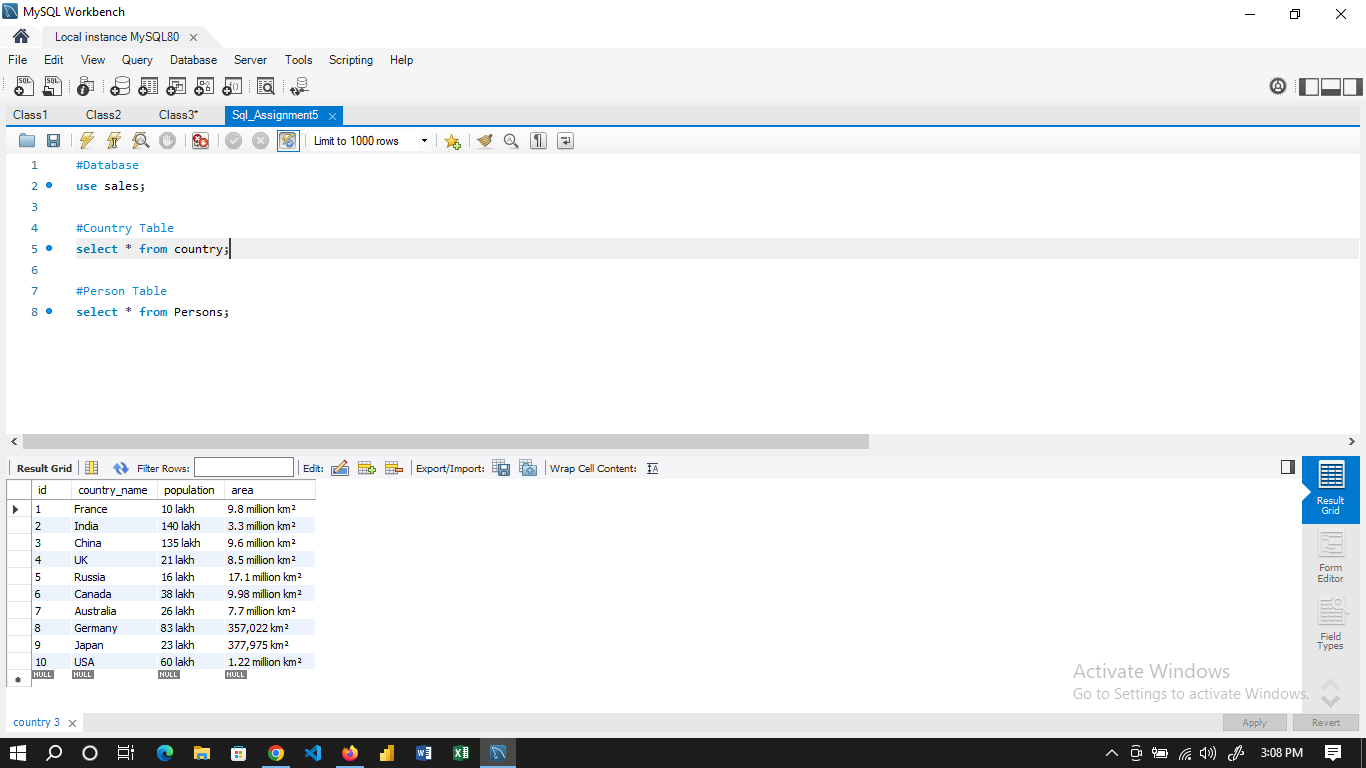 MySQL Workbench
Local instance MySQL80
File Edit View Query Database Server Tools Scripting Help
Class1 Class2 Class3* Sql_Assignment5
Limit to 1000 rows
1 #Database
2 use sales;
3
4 #Country Table
5 select * from country;
6
7 #Person Table
8 select * from Persons;
Result Grid Filter Rows: Edit: Export/Import: Wrap Cell Content:
id country_name population area
1 France 10 lakh 9.8 million km²
2 India 140 lakh 3.3 million km²
3 China 135 lakh 9.6 million km²
4 UK 21 lakh 8.5 million km²
5 Russia 16 lakh 17.1 million km²
6 Canada 38 lakh 9.98 million km²
7 Australia 26 lakh 7.7 million km²
8 Germany 83 lakh 357,022 km²
9 Japan 23 lakh 377,975 km²
10 USA 60 lakh 1.22 million km²
NULL NULL NULL NULL
Result
Grid
Form
Editor
Field
Types
Activate Windows
Go to Settings to activate Windows.
country 3 Apply Revert
3:08 PM